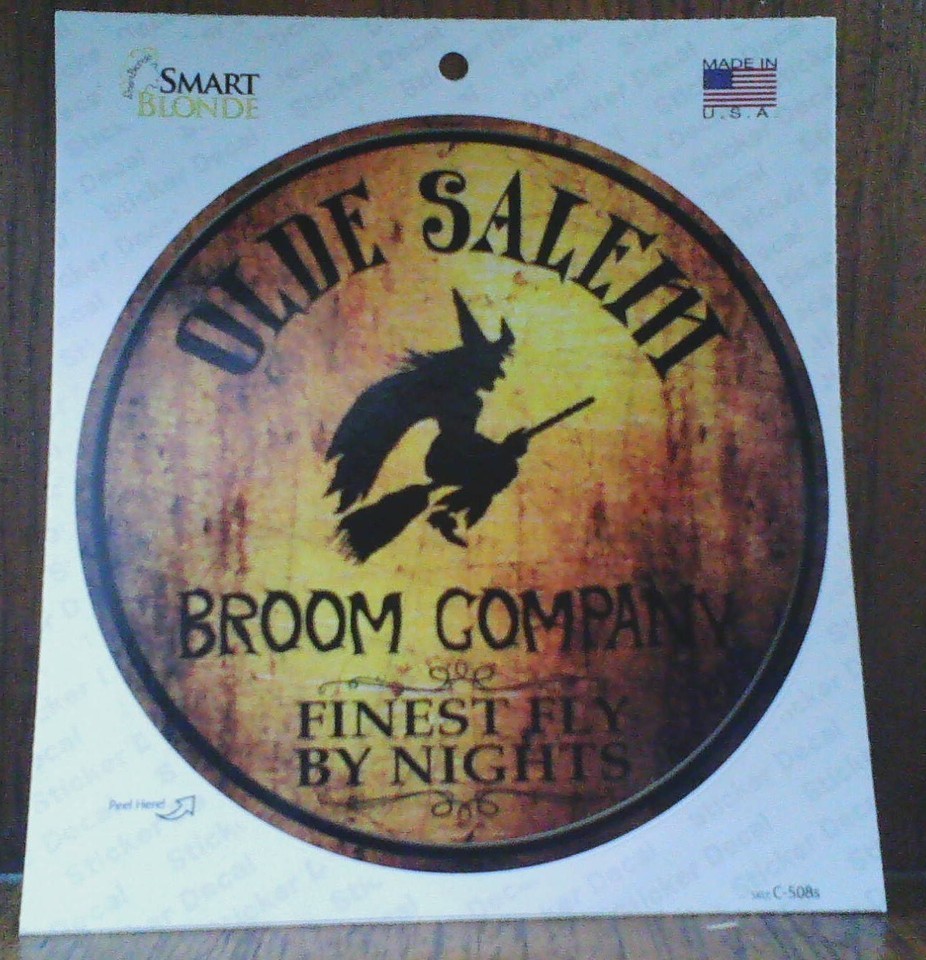 SMART
BLONDE
MADE IN
U.S.A.
OLDE SALEM
BROOM COMPANY
FINEST FLY
BY NIGHTS
Peel Here!
C-508s